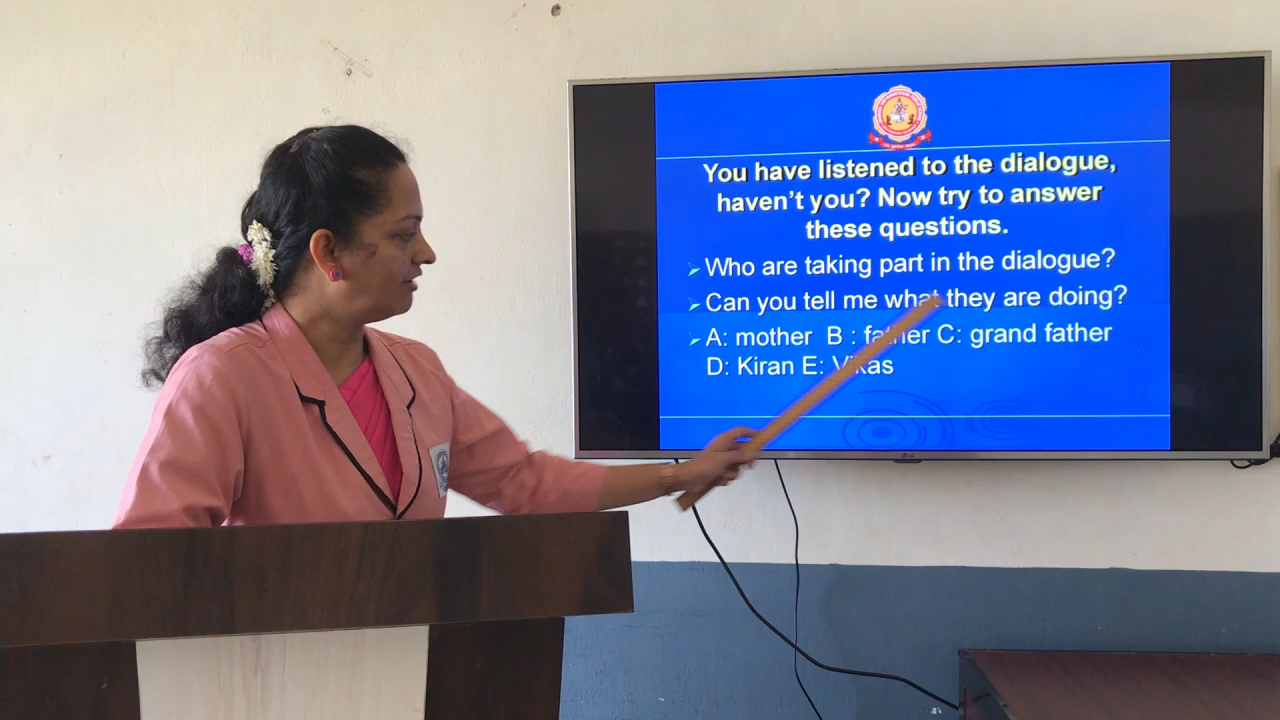 You have listened to the dialogue,
haven't you? Now try to answer
these questions.
Who are taking part in the dialogue?
Can you tell me what they are doing?
A: mother B : father C: grand father
D: Kiran E: Vikas
LG